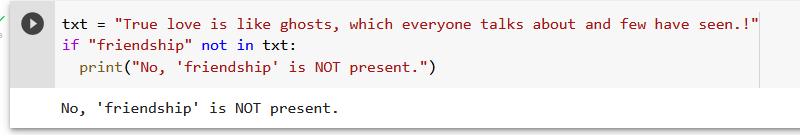 txt = "True love is like ghosts, which everyone talks about and few have seen.!"
if "friendship" not in txt:
  print("No, 'friendship' is NOT present.")
No, 'friendship' is NOT present.